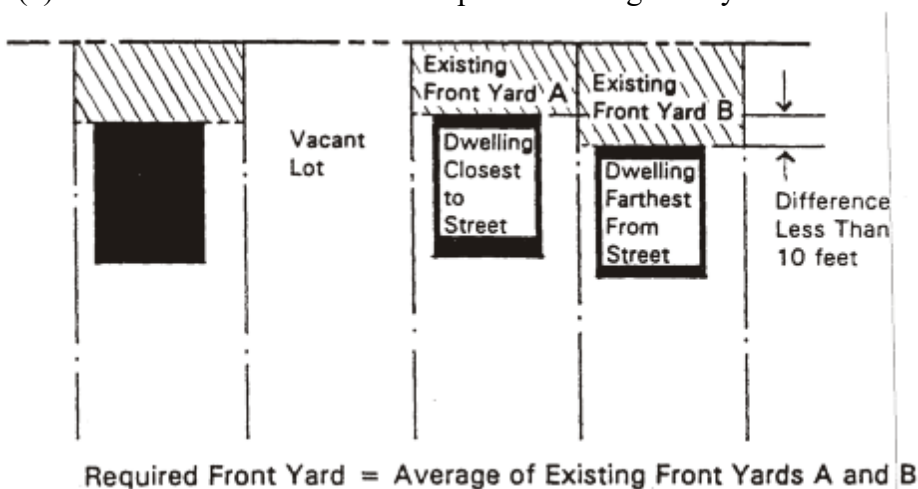 Existing
Front Yard A
Existing
Front Yard B
Vacant
Lot
Dwelling
Closest
to
Street
Dwelling
Farthest
From
Street
Difference
Less Than
10 feet
Required Front Yard = Average of Existing Front Yards A and B